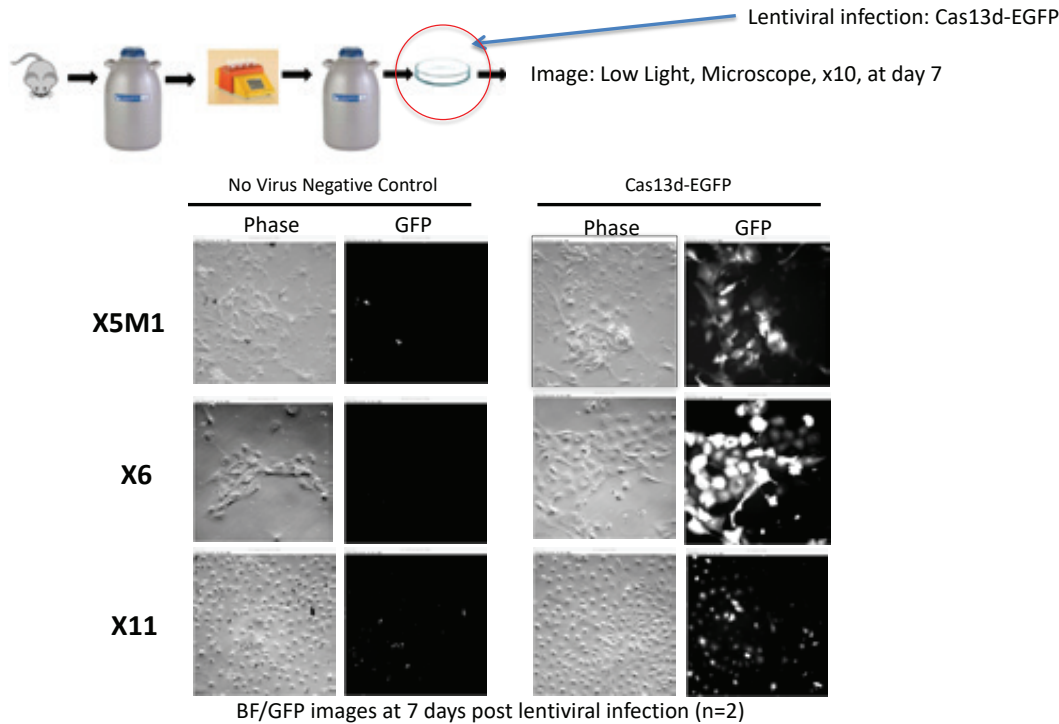 Lentiviral infection: Cas13d-EGFP
Image: Low Light, Microscope, x10, at day 7
No Virus Negative Control
Cas13d-EGFP
Phase
GFP
Phase
GFP
X5M1
X6
X11
BF/GFP images at 7 days post lentiviral infection (n=2)